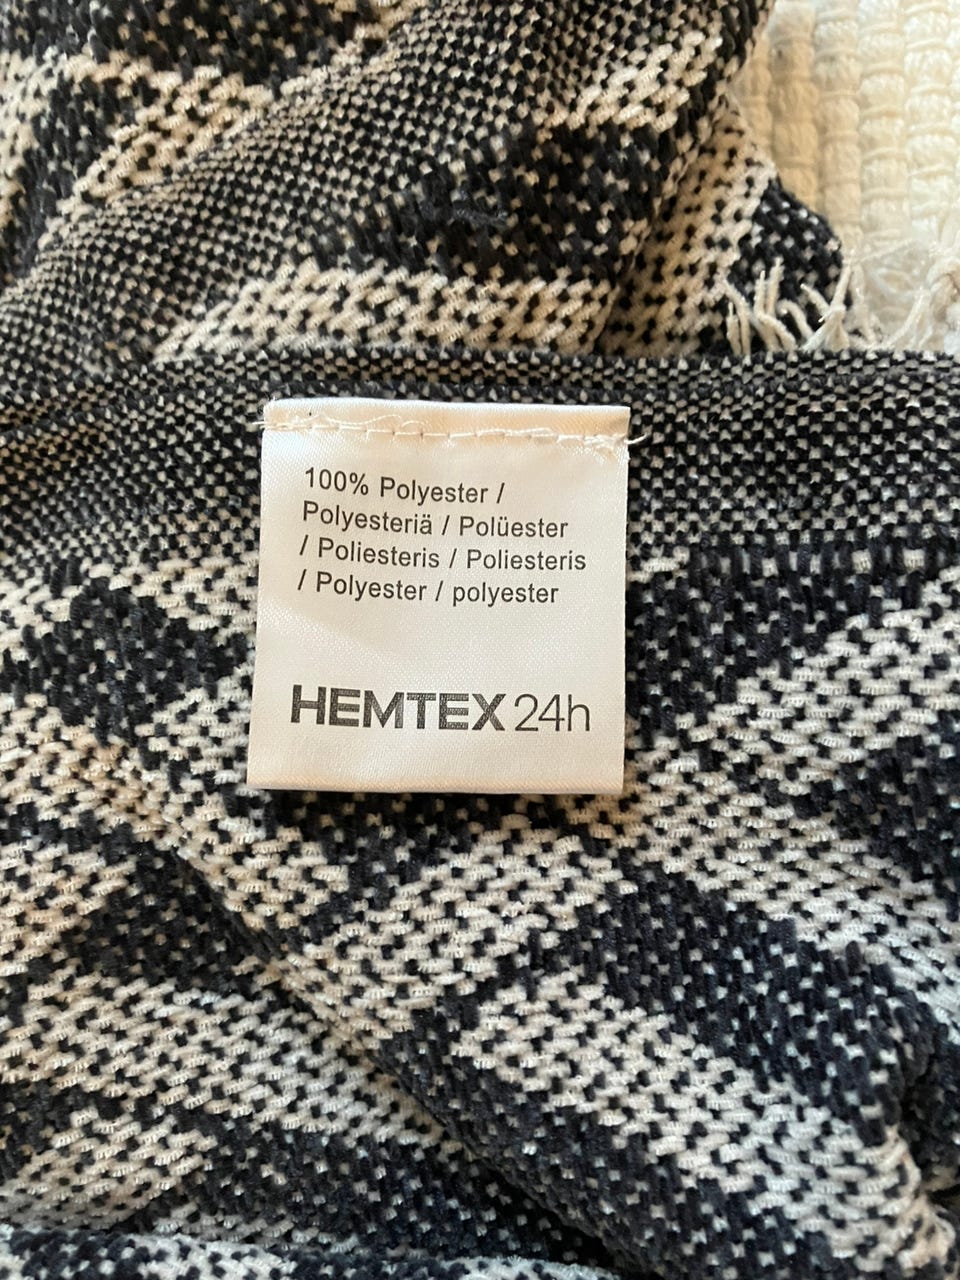 100% Polyester /
Polyesteriä / Polüester
/ Poliesteris / Poliesteris
/ Polyester / polyester
HEMTEX 24h